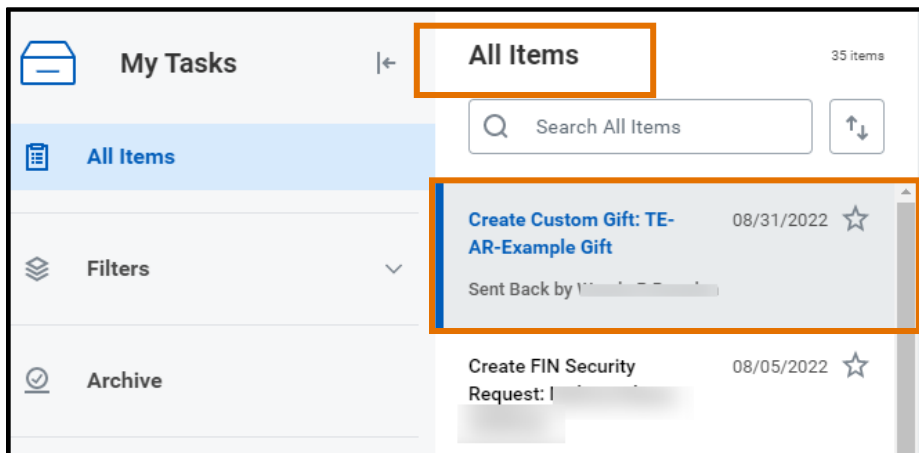 My Tasks
All Items
Filters
Archive
All Items
35 items
Search All Items
Create Custom Gift: TE-
AR-Example Gift
08/31/2022
Sent Back by
Create FIN Security
Request:
08/05/2022